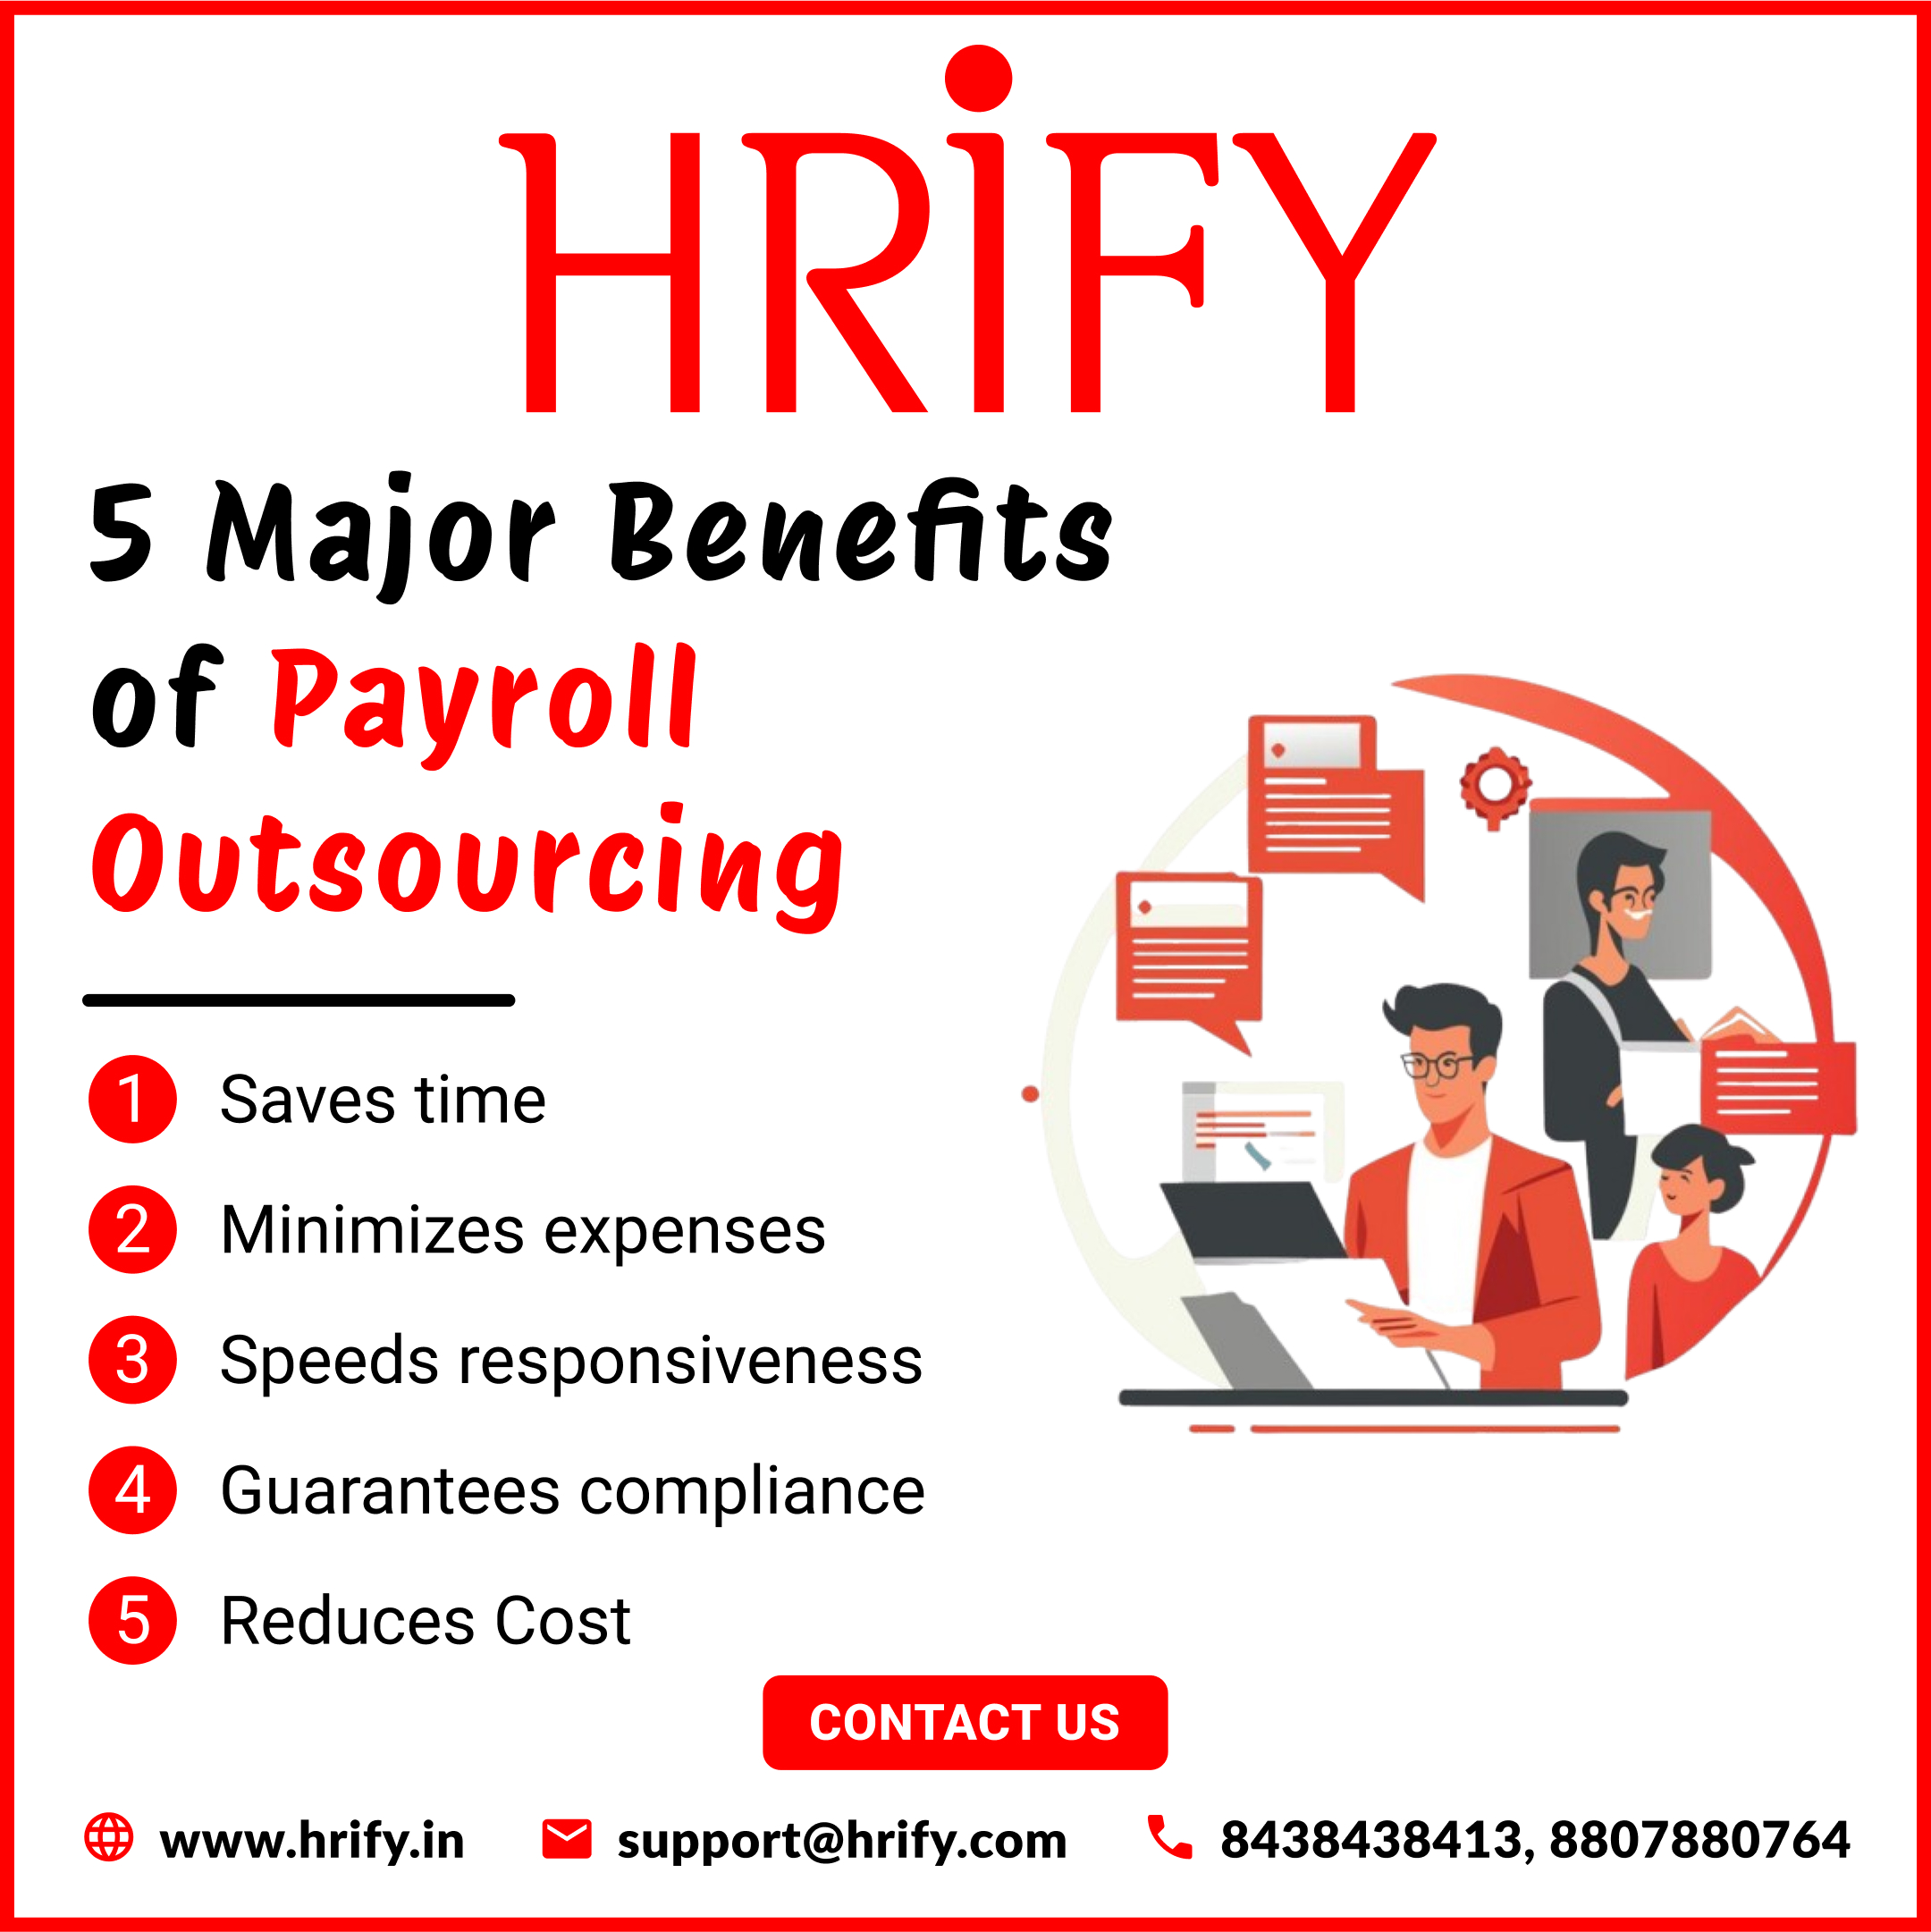 HRiFY
5 Major Benefits
of Payroll
Outsourcing
1 Saves time
2 Minimizes expenses
3 Speeds responsiveness
4 Guarantees compliance
5 Reduces Cost
CONTACT US
www.hrify.in support@hrify.com 8438438413, 8807880764